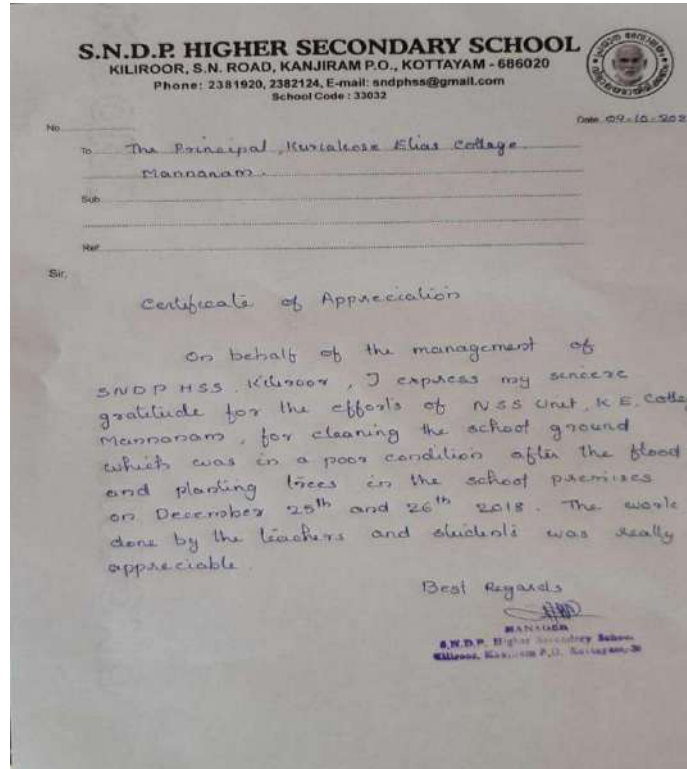 S.N.D.P. HIGHER SECONDARY SCHOOL
KILIROOR, S.N. ROAD, KANJIRAM P.O., KOTTAYAM - 686020
Phone: 2381920, 2382124, E-mail: sndphss@gmail.com
School Code : 33032
No
Date 09-10-202
To The Principal, Kuriakose Elias College
Mannanam.
Sub
Ref
Sir,
Certificate of Appreciation
On behalf of the management of
SNDP HSS, Kiliroor, I express my sincere
gratitude for the efforts of NSS Unit, K.E. Colle
Mannanam, for cleaning the school ground
which was in a poor condition after the flood
and planting trees in the school premises
on December 25th and 26th 2018. The work
done by the teachers and students was really
appreciable.
Best Regards
MANAGER
S.N.D.P. Higher Secondary School
Kiliroor, Kanjiram P.O. Kottayam-20